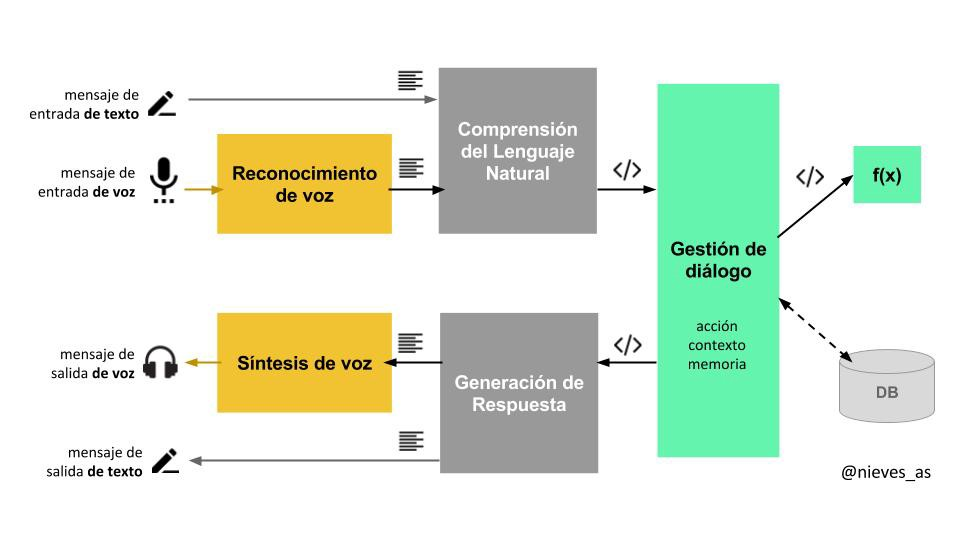 mensaje de
entrada de texto
Comprensión
del Lenguaje
Natural
mensaje de
entrada de voz
Reconocimiento
de voz
</>
</>
f(x)
Gestión de
diálogo
acción
contexto
memoria
mensaje de
salida de voz
Síntesis de voz
Generación de
Respuesta
</>
DB
mensaje de
salida de texto
@nieves_as